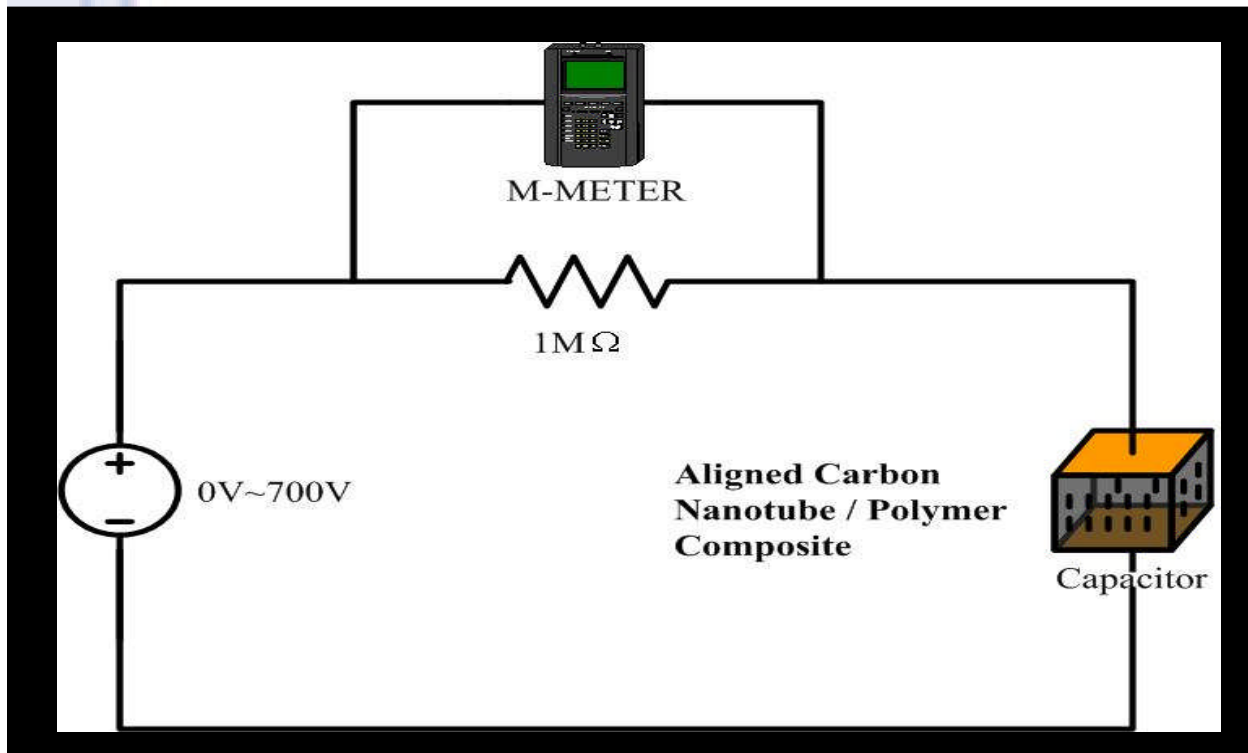 M-METER
1MΩ
0V~700V
Aligned Carbon
Nanotube / Polymer
Composite
Capacitor